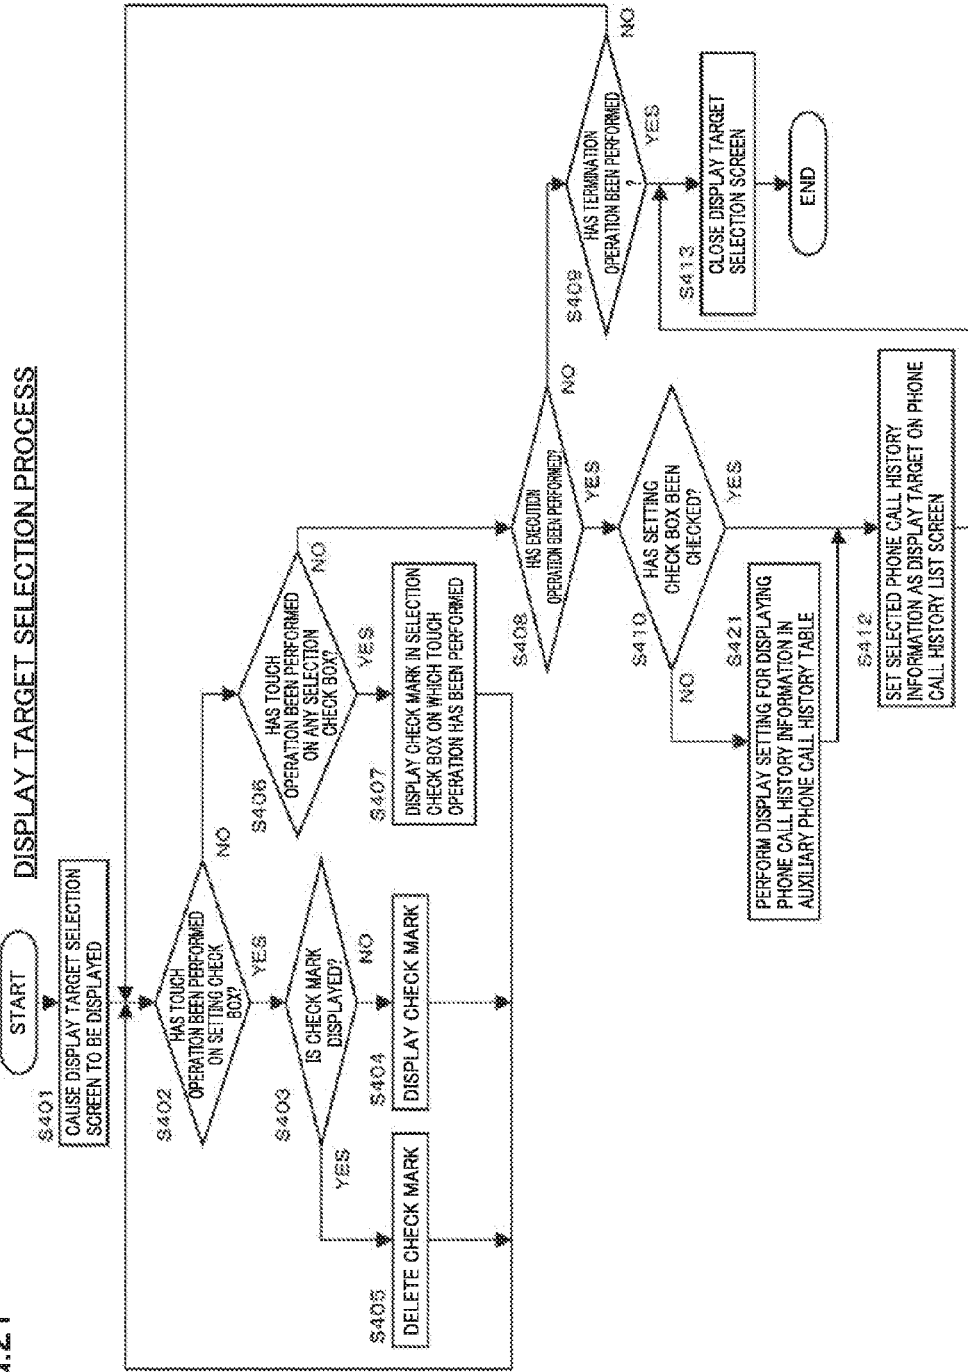 DISPLAY TARGET SELECTION PROCESS
START
S401
CAUSE DISPLAY TARGET SELECTION
SCREEN TO BE DISPLAYED
S402
HAS TOUCH
OPERATION BEEN PERFORMED
ON SETTING CHECK
BOX?
YES
NO
S403
IS CHECK MARK
DISPLAYED?
YES
NO
S404
DISPLAY CHECK MARK
S405
DELETE CHECK MARK
S406
HAS TOUCH
OPERATION BEEN PERFORMED
ON ANY SELECTION
CHECK BOX?
YES
NO
S407
DISPLAY CHECK MARK IN SELECTION
CHECK BOX ON WHICH TOUCH
OPERATION HAS BEEN PERFORMED
S408
HAS EXECUTION
OPERATION BEEN PERFORMED?
YES
NO
S409
HAS TERMINATION
OPERATION BEEN PERFORMED
?
YES
NO
S410
HAS SETTING
CHECK BOX BEEN
CHECKED?
YES
NO
S421
PERFORM DISPLAY SETTING FOR DISPLAYING
PHONE CALL HISTORY INFORMATION IN
AUXILIARY PHONE CALL HISTORY TABLE
S412
SET SELECTED PHONE CALL HISTORY
INFORMATION AS DISPLAY TARGET ON PHONE
CALL HISTORY LIST SCREEN
S413
CLOSE DISPLAY TARGET
SELECTION SCREEN
END